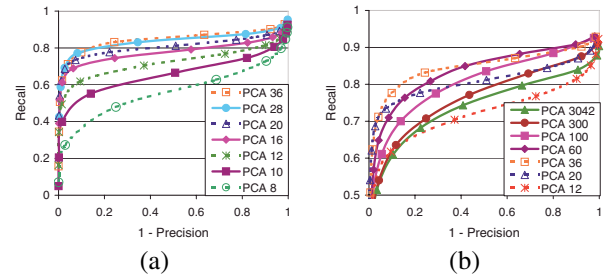 1
0.8
0.6
0.4
0.2
0
Recall
0 0.2 0.4 0.6 0.8 1
1 - Precision
PCA 36
PCA 28
PCA 20
PCA 16
PCA 12
PCA 10
PCA 8
(a)
1
0.9
0.8
0.7
0.6
0.5
Recall
0 0.2 0.4 0.6 0.8 1
1 - Precision
PCA 3042
PCA 300
PCA 100
PCA 60
PCA 36
PCA 20
PCA 12
(b)